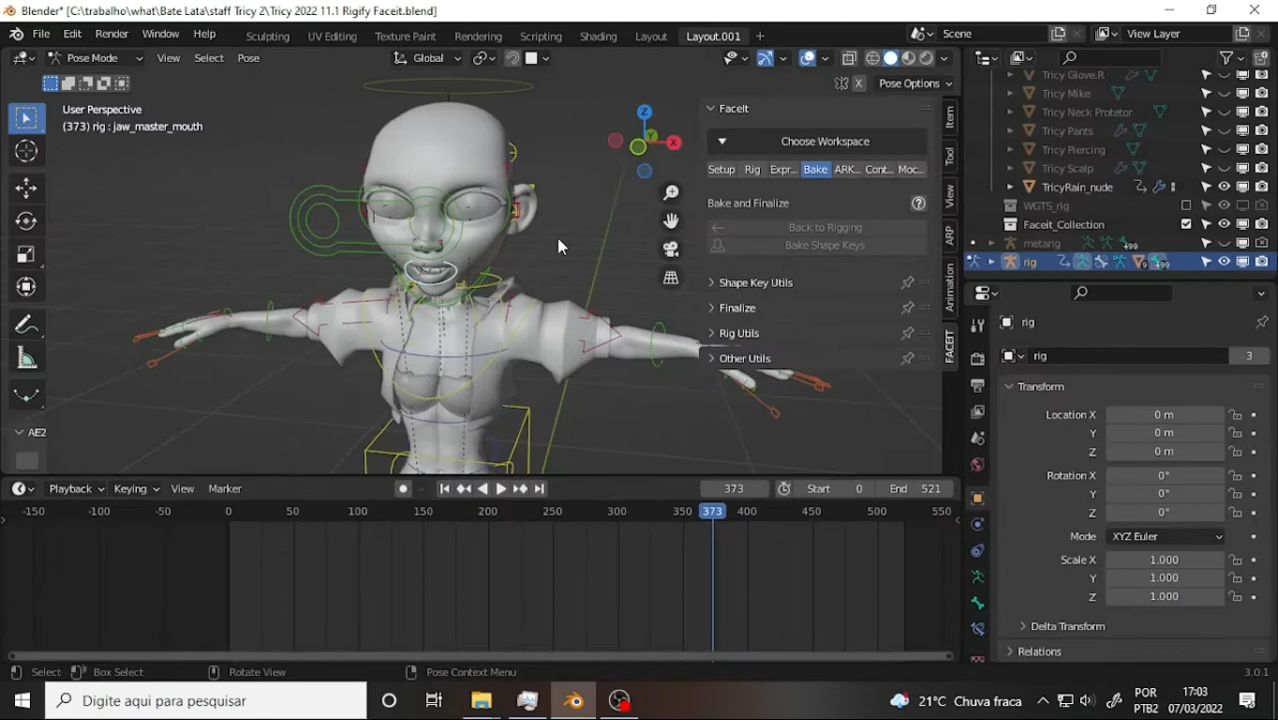 Blender* [C:\trabalho\what\Bate Lata\staff Tricy 2\Tricy 2022 11.1 Rigify Faceit.blend]
File Edit Render Window Help Sculpting UV Editing Texture Paint Rendering Scripting Shading Layout Layout.001 + Scene View Layer
Pose Mode View Select Pose Global
X Pose Options
User Perspective
(373) rig : jaw_master_mouth
Z
Y
X
FaceIt
Choose Workspace
Setup Rig Expr... Bake ARK... Cont... Moc...
Bake and Finalize ?
Back to Rigging
Bake Shape Keys
Shape Key Utils
Finalize
Rig Utils
Other Utils
Item
Tool
View
ARP
Animation
FACEIT
AE2
Tricy Glove.R
Tricy Mike
Tricy Neck Protetor
Tricy Pants
Tricy Piercing
Tricy Scalp
TricyRain_nude
WGTS_rig
Faceit_Collection
metarig 99
rig 9 99
rig
rig 3
Transform
Location X 0 m
Y 0 m
Z 0 m
Rotation X 0°
Y 0°
Z 0°
Mode XYZ Euler
Scale X 1.000
Y 1.000
Z 1.000
Delta Transform
Relations
Playback Keying View Marker 373 Start 0 End 521
-150 -100 -50 0 50 100 150 200 250 300 350 373 400 450 500 550
Select Box Select Rotate View Pose Context Menu 3.0.1
Digite aqui para pesquisar
21°C Chuva fraca
POR
PTB2
17:03
07/03/2022